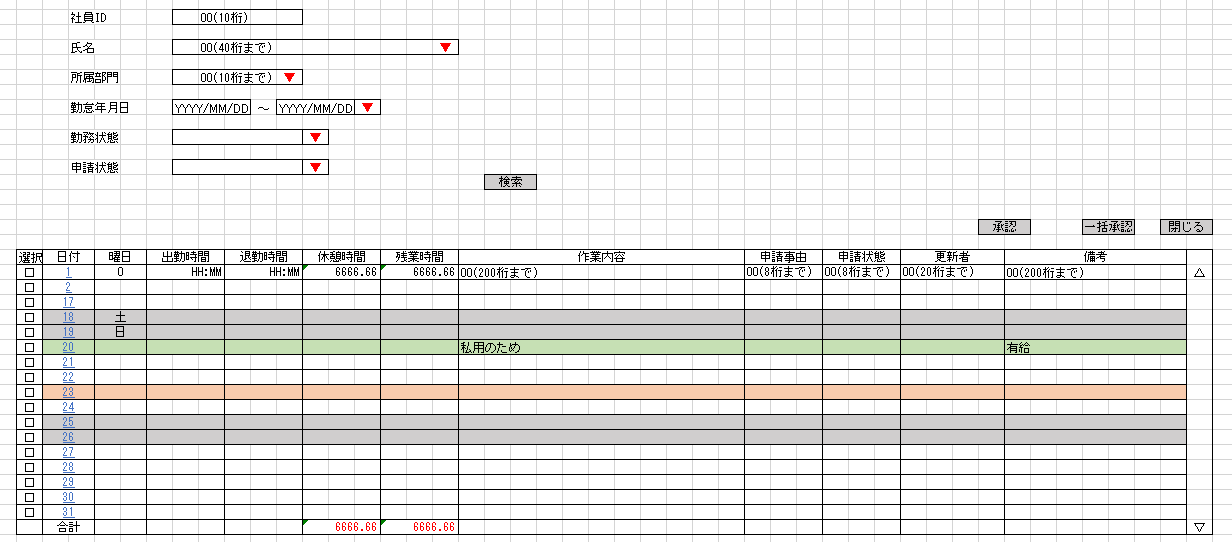 社員ID 00(10桁)
氏名 00(40桁まで) ▼
所属部門 00(10桁まで) ▼
勤怠年月日 YYYY/MM/DD ～ YYYY/MM/DD ▼
勤務状態 ▼
申請状態 ▼
検索
承認 一括承認 閉じる
選択 日付 曜日 出勤時間 退勤時間 休憩時間 残業時間 作業内容 申請事由 申請状態 更新者 備考
□ 1 0 HH:MM HH:MM 6666.66 6666.66 00(200桁まで) 00(8桁まで) 00(8桁まで) 00(20桁まで) 00(200桁まで) △
□ 2
□ 17
□ 18 土
□ 19 日
□ 20 私用のため 有給
□ 21
□ 22
□ 23
□ 24
□ 25
□ 26
□ 27
□ 28
□ 29
□ 30
□ 31
合計 6666.66 6666.66 ▽